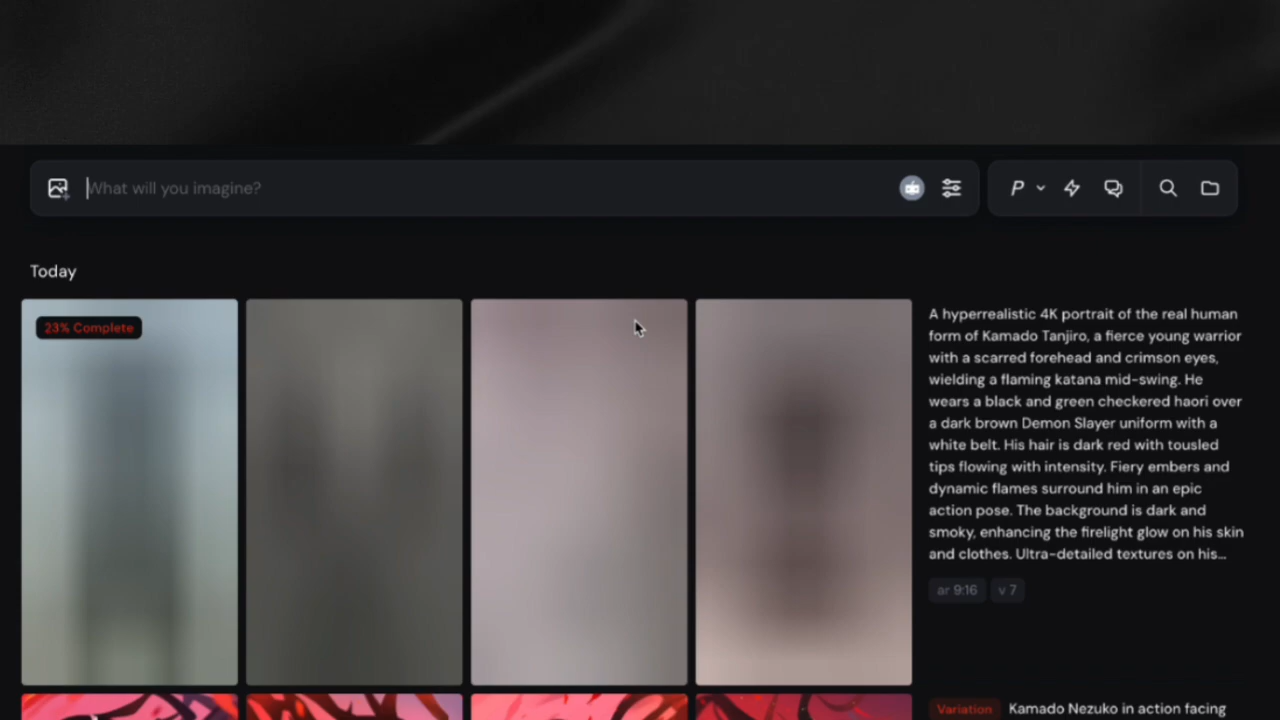 What will you imagine?
P
Today
23% Complete
A hyperrealistic 4K portrait of the real human
form of Kamado Tanjiro, a fierce young warrior
with a scarred forehead and crimson eyes,
wielding a flaming katana mid-swing. He
wears a black and green checkered haori over
a dark brown Demon Slayer uniform with a
white belt. His hair is dark red with tousled
tips flowing with intensity. Fiery embers and
dynamic flames surround him in an epic
action pose. The background is dark and
smoky, enhancing the firelight glow on his skin
and clothes. Ultra-detailed textures on his...
ar 9:16 v 7
Variation Kamado Nezuko in action facing